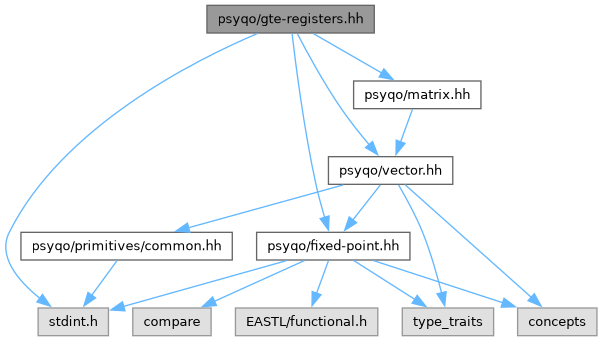 psyqo/gte-registers.hh
psyqo/matrix.hh
psyqo/vector.hh
psyqo/primitives/common.hh
psyqo/fixed-point.hh
stdint.h
compare
EASTL/functional.h
type_traits
concepts